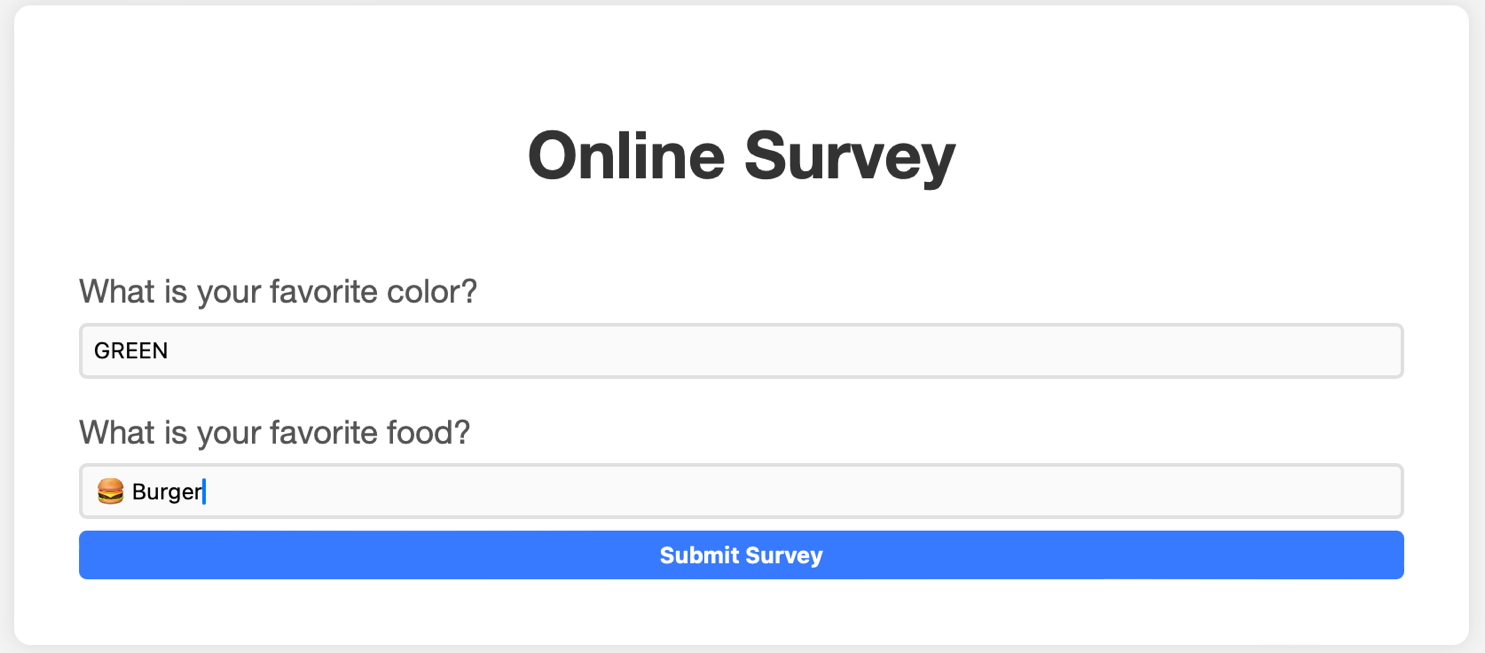 Online Survey
What is your favorite color?
GREEN
What is your favorite food?
🍔 Burger
Submit Survey